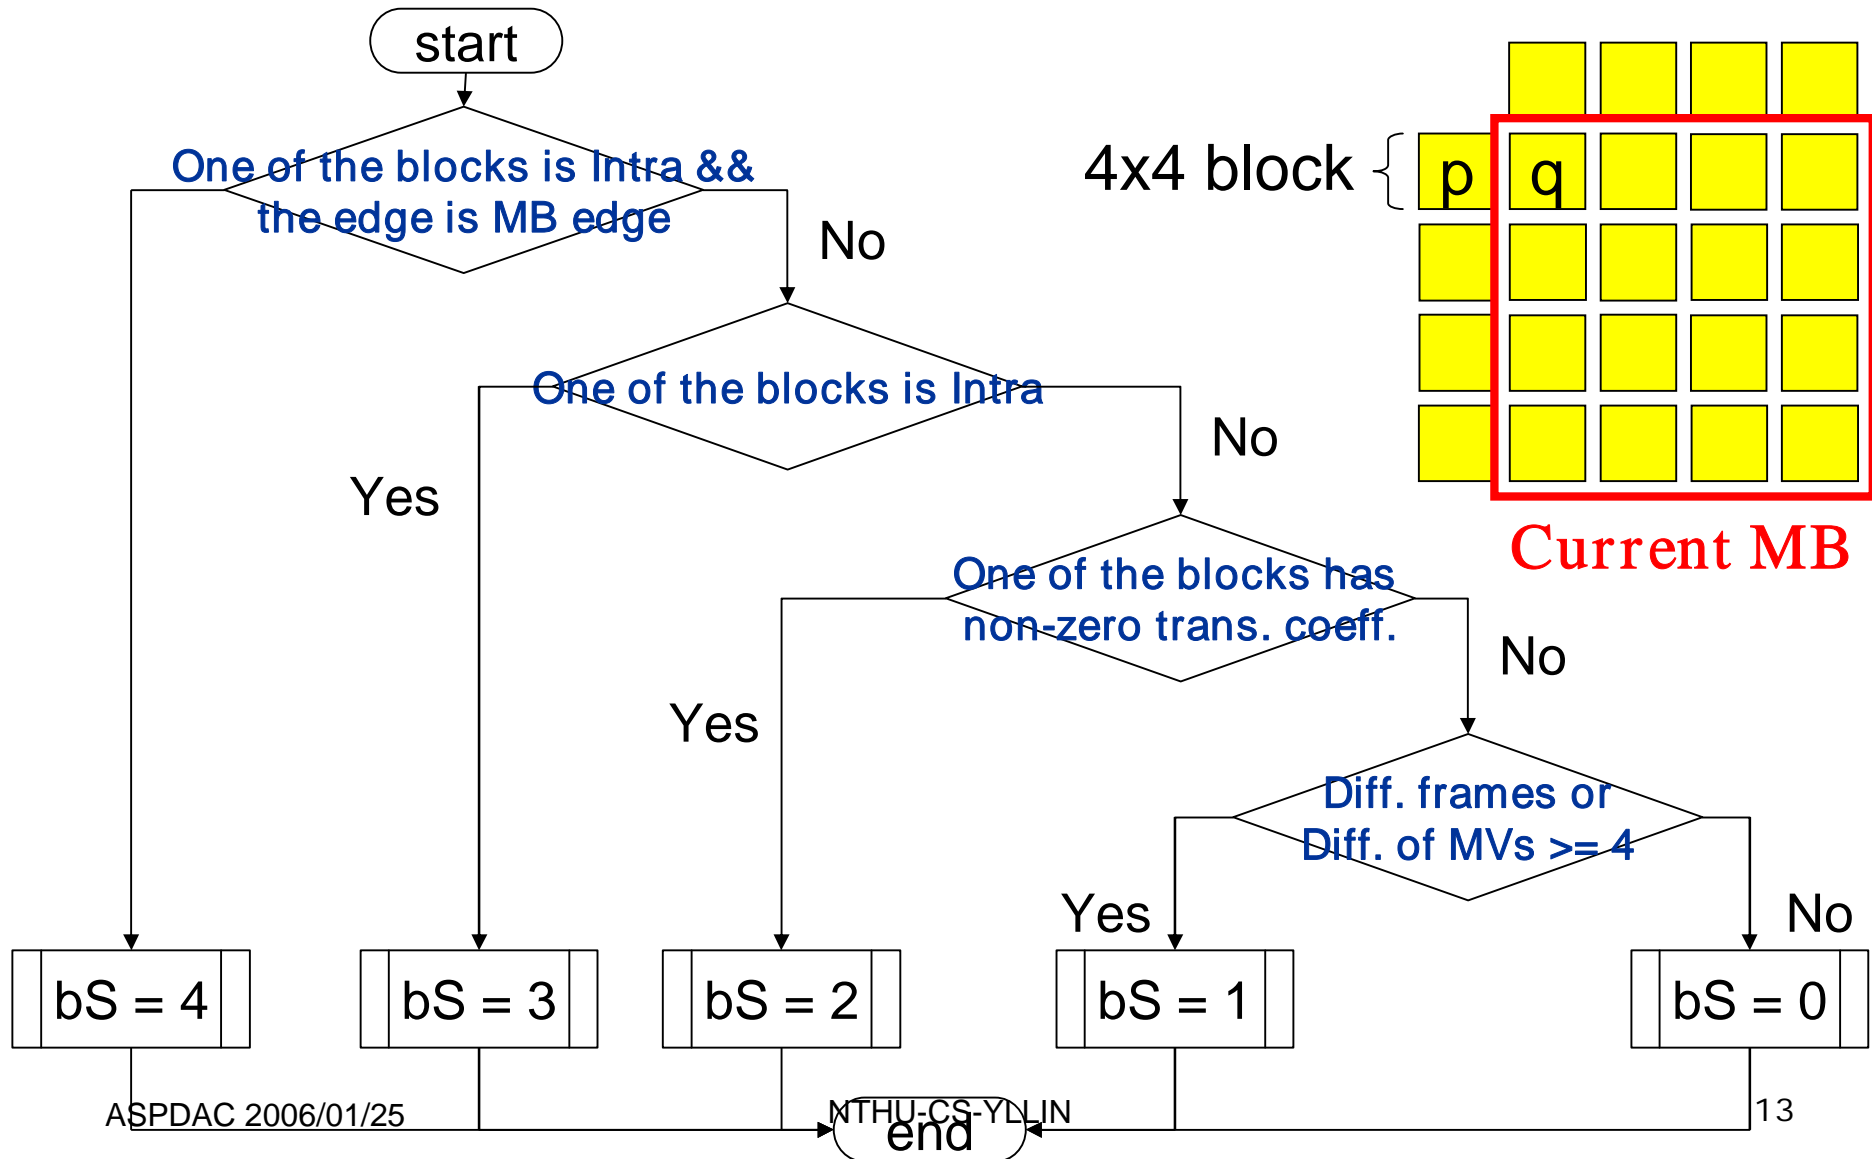 start
One of the blocks is Intra &&
the edge is MB edge
No
4x4 block
p
q
Current MB
One of the blocks is Intra
Yes
No
One of the blocks has
non-zero trans. coeff.
Yes
No
Diff. frames or
Diff. of MVs >= 4
Yes
No
bS = 4
bS = 3
bS = 2
bS = 1
bS = 0
ASPDAC 2006/01/25
NTHU-CS-YLLIN
13
end